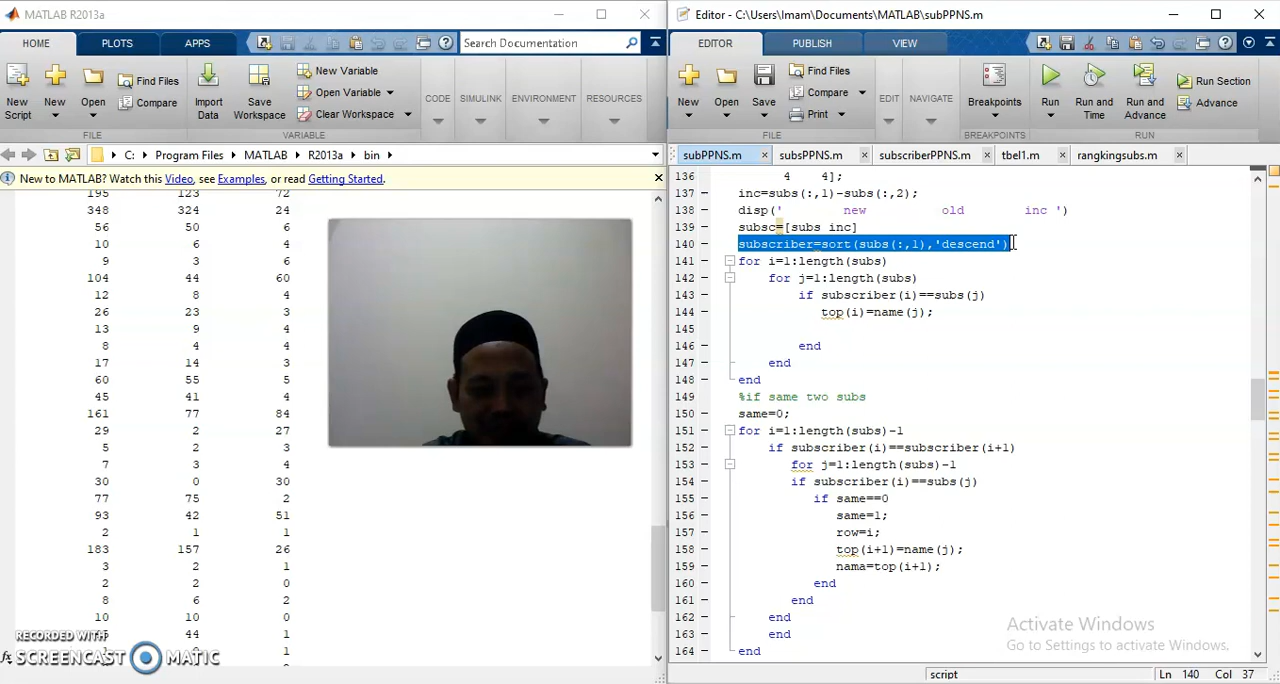 MATLAB R2013a
HOME PLOTS APPS
Search Documentation
New Script
New
Open
Find Files
Compare
Import Data
Save Workspace
New Variable
Open Variable
Clear Workspace
CODE SIMULINK ENVIRONMENT RESOURCES
FILE VARIABLE
C: Program Files MATLAB R2013a bin
New to MATLAB? Watch this Video, see Examples, or read Getting Started.
195 123 72
348 324 24
56 50 6
10 6 4
9 6 3
104 44 60
12 8 4
26 23 3
13 9 4
8 4 4
17 14 3
60 55 5
45 41 4
161 77 84
29 2 27
5 2 3
7 3 4
30 0 30
77 75 2
93 42 51
2 1 1
183 157 26
3 2 1
2 2 0
8 6 2
10 10 0
44 1
RECORDED WITH
SCREENCAST MATIC
fx
Editor - C:\Users\Imam\Documents\MATLAB\subPPNS.m
EDITOR PUBLISH VIEW
New
Open
Save
Find Files
Compare
Print
EDIT NAVIGATE
Breakpoints
Run
Run and Time
Run and Advance
Run Section
Advance
FILE BREAKPOINTS RUN
subPPNS.m subsPPNS.m subscriberPPNS.m tbel1.m rangkingsubs.m
136 4 4];
137 inc=subs(:,1)-subs(:,2);
138 disp(' new old inc ')
139 subsc=[subs inc]
140 subscriber=sort(subs(:,1),'descend')
141 for i=1:length(subs)
142 for j=1:length(subs)
143 if subscriber(i)==subs(j)
144 top(i)=name(j);
145
146 end
147 end
148 end
149 %if same two subs
150 same=0;
151 for i=1:length(subs)-1
152 if subscriber(i)==subscriber(i+1)
153 for j=1:length(subs)-1
154 if subscriber(i)==subs(j)
155 if same==0
156 same=1;
157 row=i;
158 top(i+1)=name(j);
159 nama=top(i+1);
160 end
161 end
162 end
163 end
164 end
Activate Windows
Go to Settings to activate Windows.
script Ln 140 Col 37